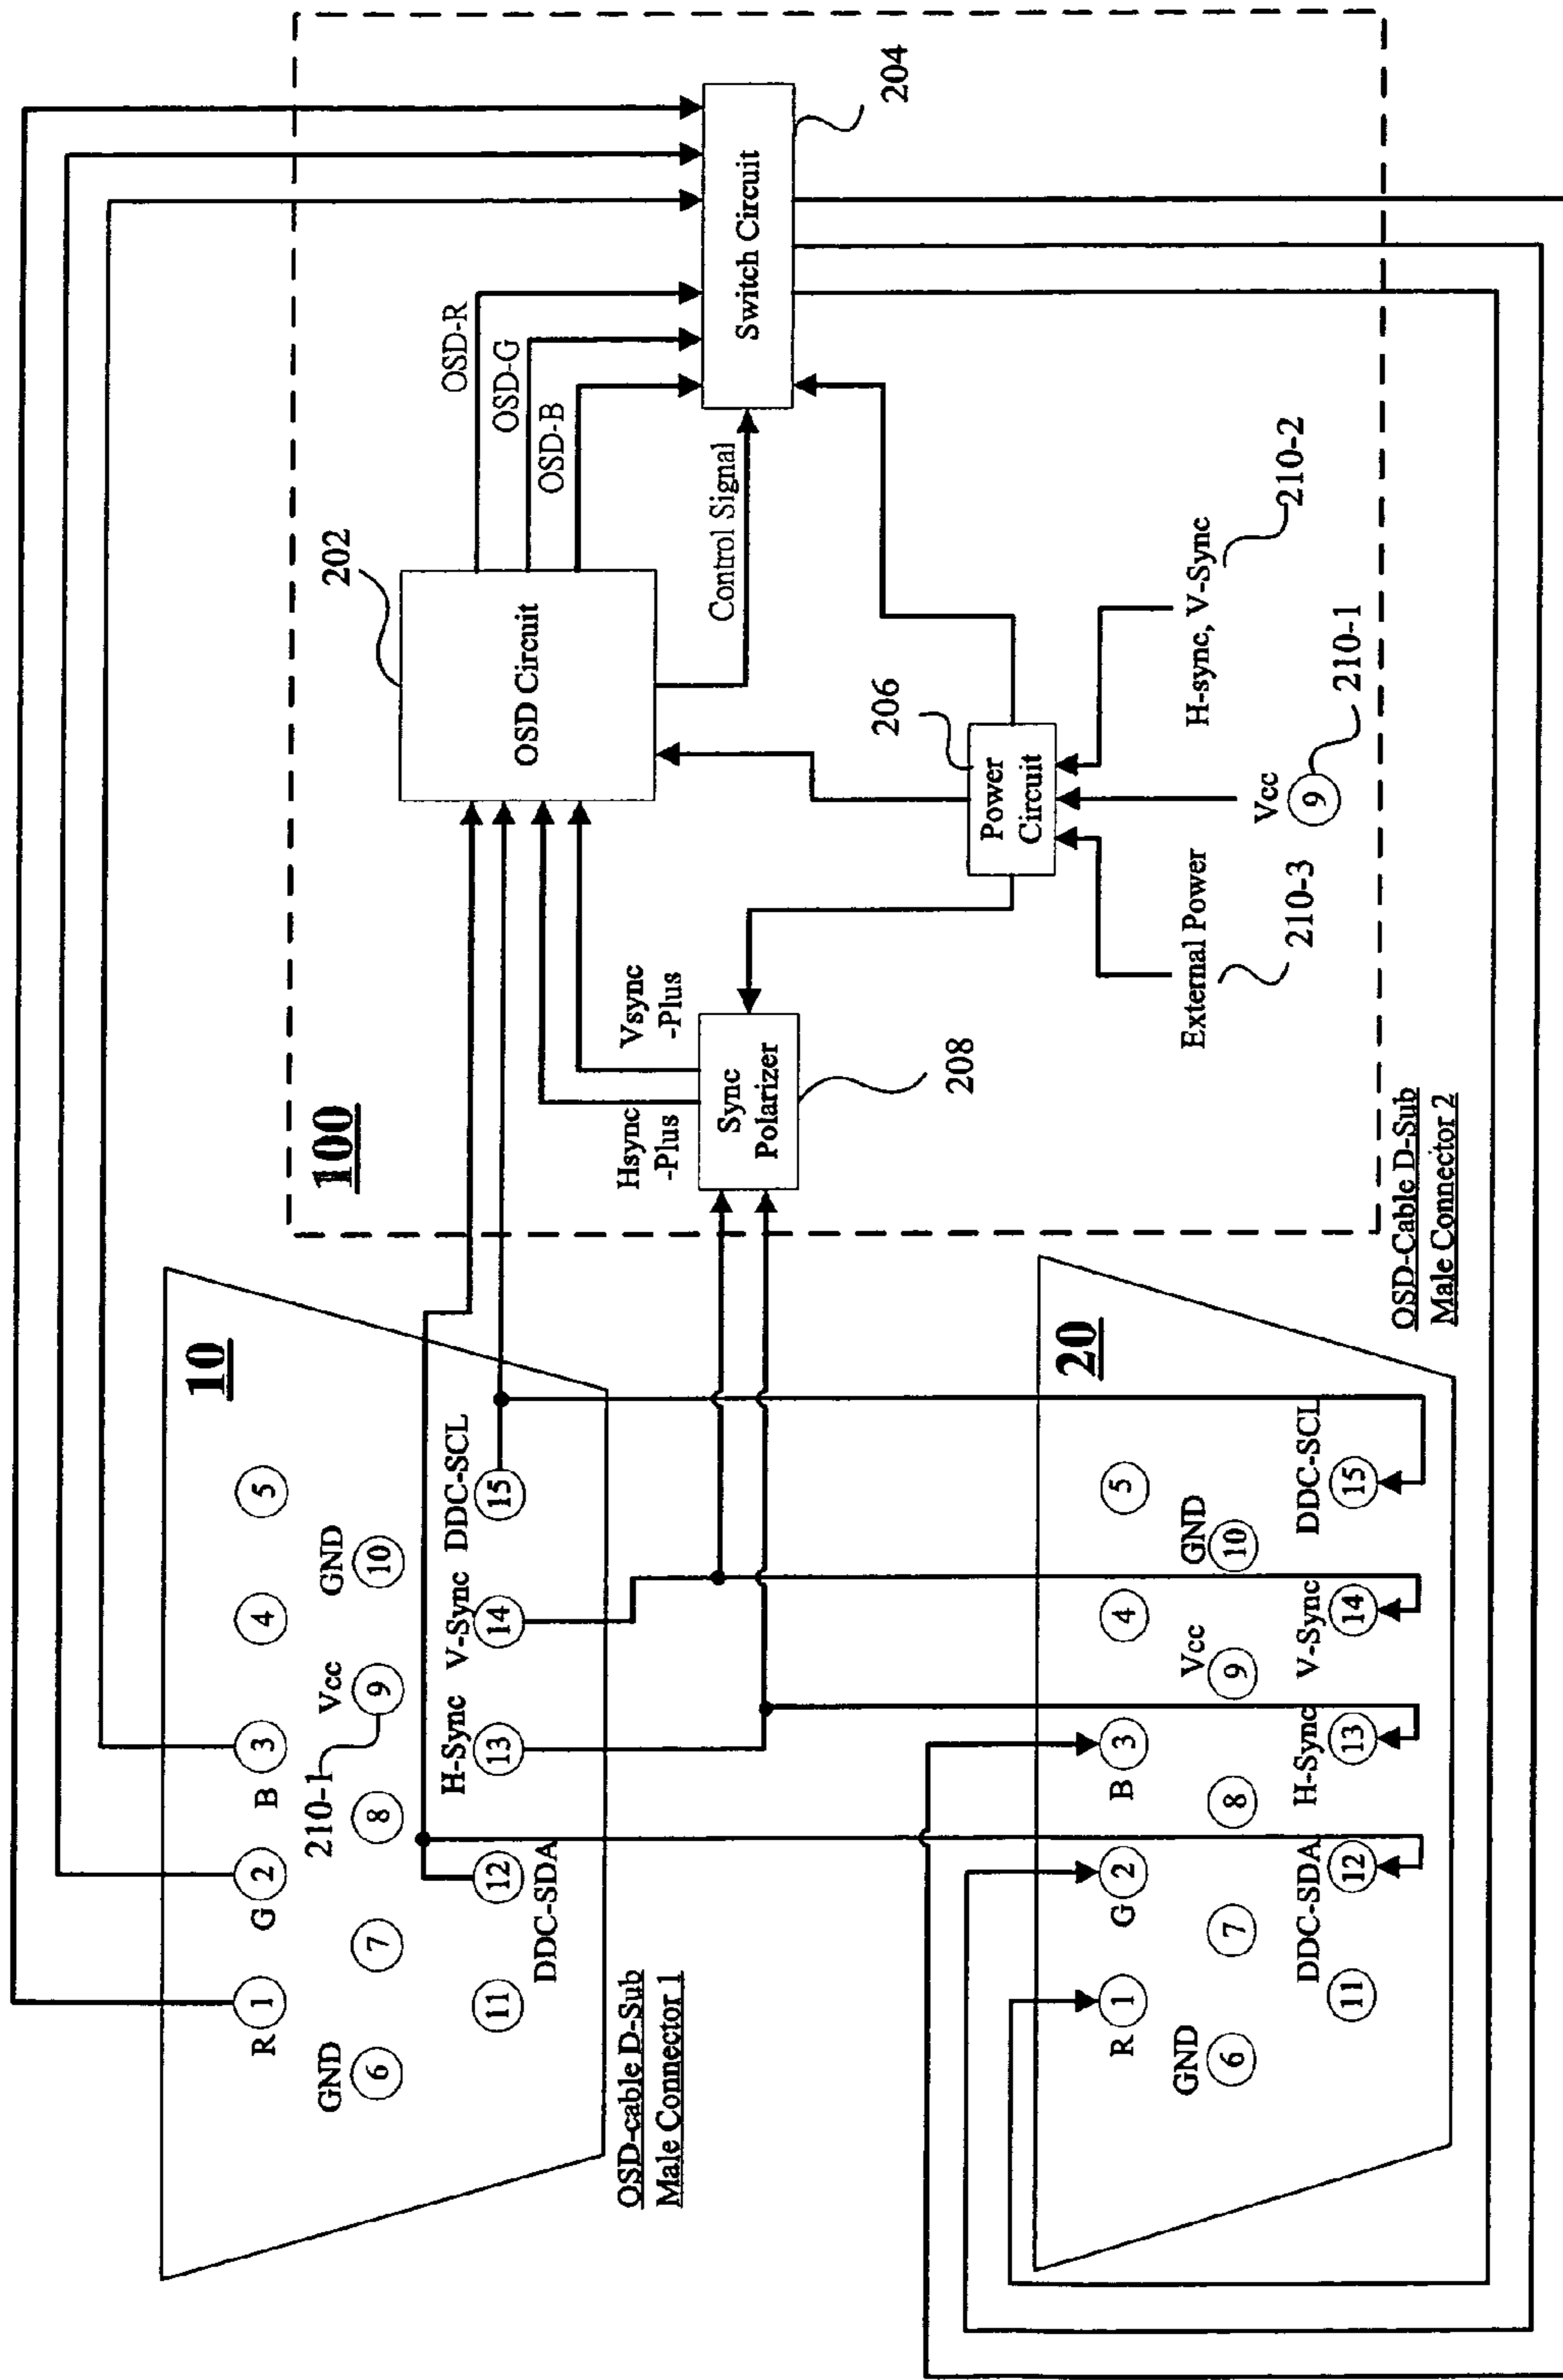 10
R
1
G
2
B
3
4
5
GND
6
7
8
210-1
Vcc
9
GND
10
11
DDC-SDA
12
H-Sync
13
V-Sync
14
DDC-SCL
15
OSD-cable D-Sub
Male Connector 1
100
202
OSD Circuit
OSD-R
OSD-G
OSD-B
Control Signal
204
Switch Circuit
Hsync
-Plus
Vsync
-Plus
Sync
Polarizer
208
206
Power
Circuit
External Power
210-3
Vcc
9
210-1
H-sync, V-Sync
210-2
20
R
1
G
2
B
3
4
5
GND
6
7
8
Vcc
9
GND
10
11
DDC-SDA
12
H-Sync
13
V-Sync
14
DDC-SCL
15
OSD-Cable D-Sub
Male Connector 2